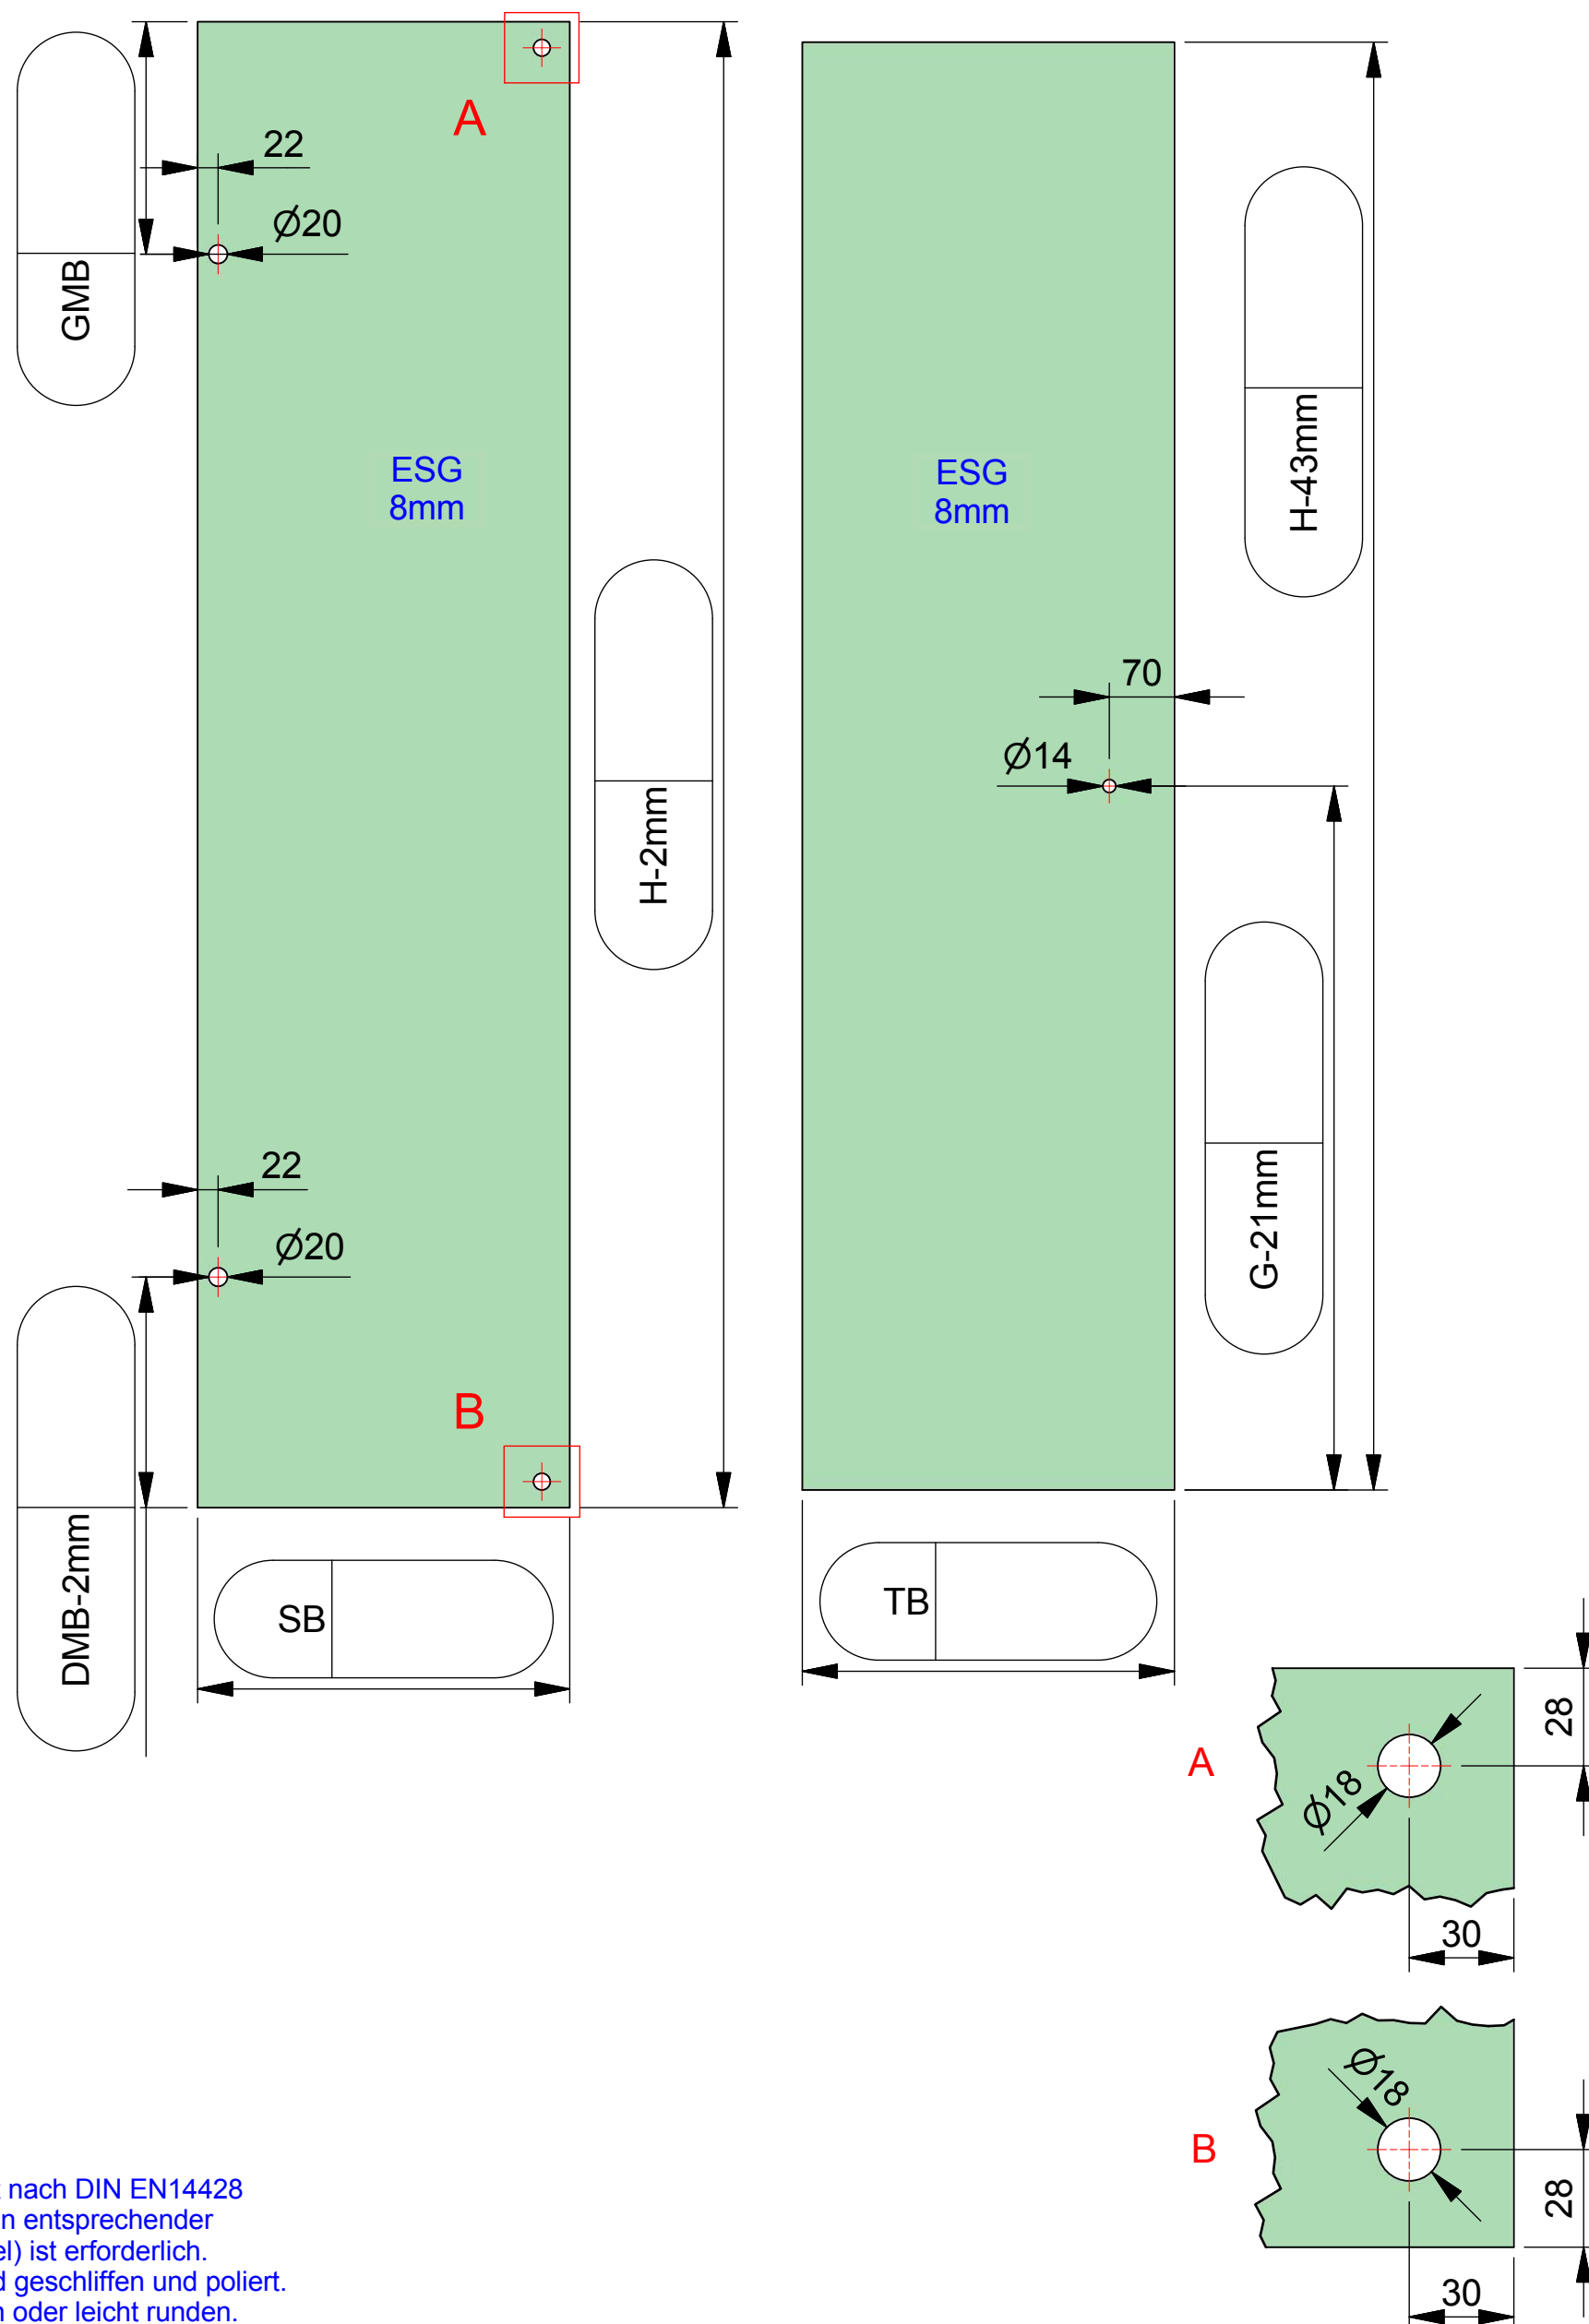 A
22
Ø20
GMB
ESG
8mm
H-2mm
22
Ø20
B
DMB-2mm
SB
ESG
8mm
H-43mm
70
Ø14
G-21mm
TB
A
Ø18
28
30
B
Ø18
28
30
nach DIN EN14428
entsprechender
ist erforderlich.
geschliffen und poliert.
oder leicht runden.